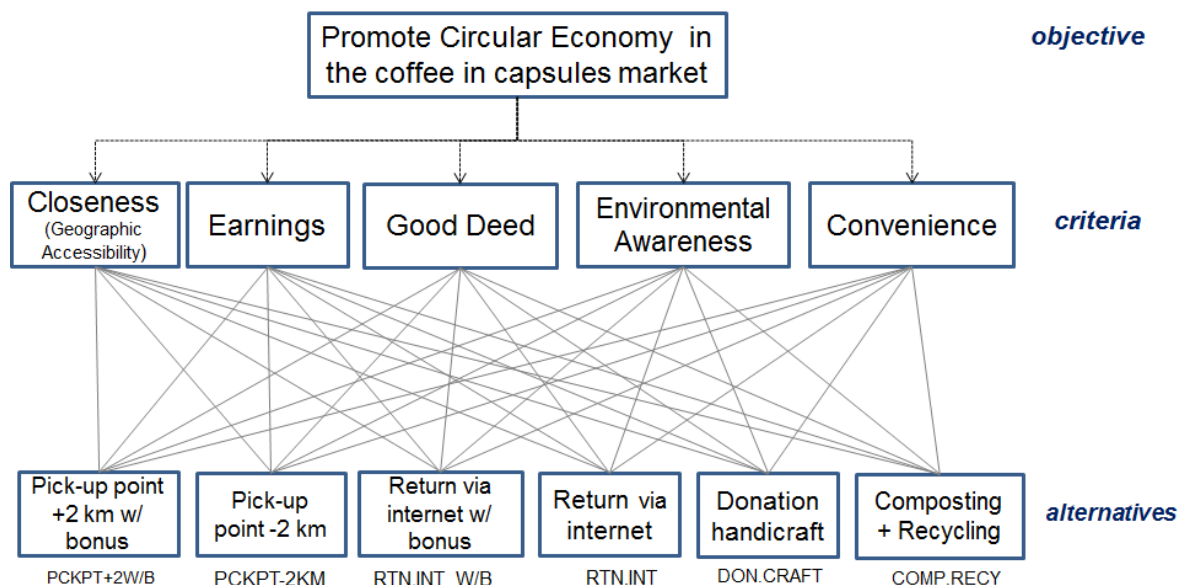 Promote Circular Economy in
the coffee in capsules market
objective
Closeness
(Geographic
Accessibility)
Earnings
Good Deed
Environmental
Awareness
Convenience
criteria
Pick-up point
+2 km w/
bonus
Pick-up
point -2 km
Return via
internet w/
bonus
Return via
internet
Donation
handicraft
Composting
+ Recycling
alternatives
PCKPT+2W/B
PCKPT-2KM
RTN.INT_W/B
RTN.INT
DON.CRAFT
COMP.RECY